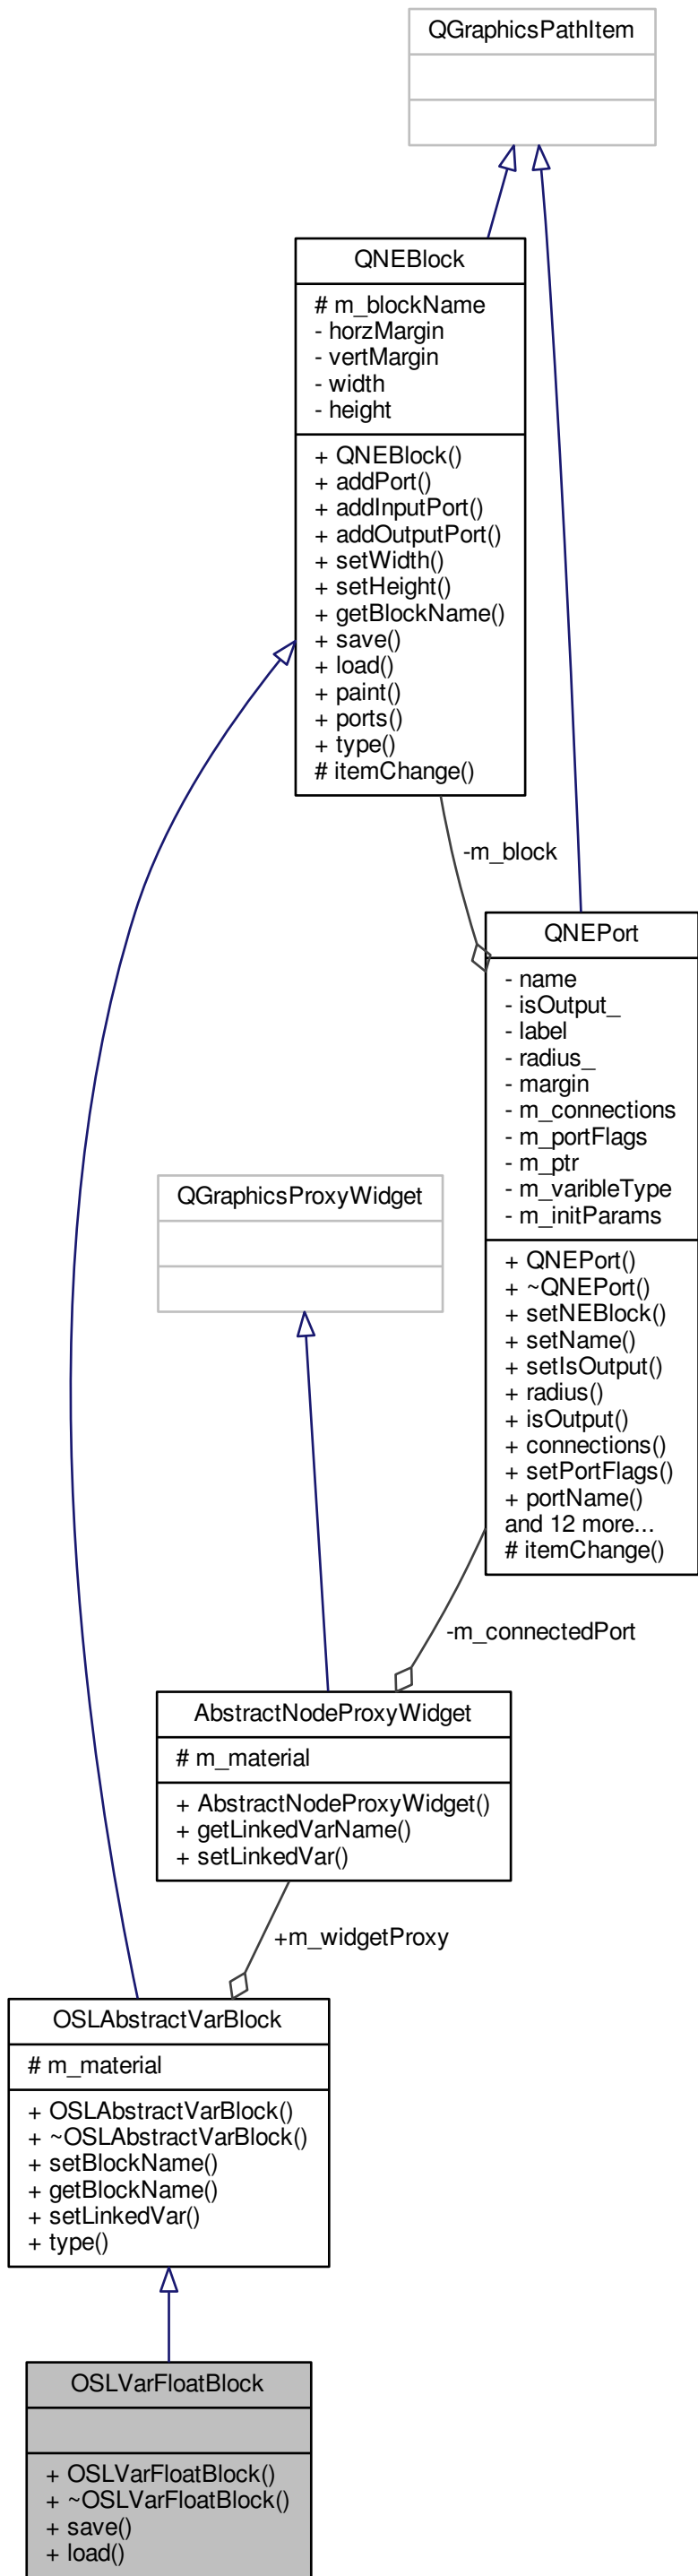 QGraphicsPathItem
QNEBlock
# m_blockName
- horzMargin
- vertMargin
- width
- height
+ QNEBlock()
+ addPort()
+ addInputPort()
+ addOutputPort()
+ setWidth()
+ setHeight()
+ getBlockName()
+ save()
+ load()
+ paint()
+ ports()
+ type()
# itemChange()
-m_block
QNEPort
- name
- isOutput_
- label
- radius_
- margin
- m_connections
- m_portFlags
- m_ptr
- m_varibleType
- m_initParams
+ QNEPort()
+ ~QNEPort()
+ setNEBlock()
+ setName()
+ setIsOutput()
+ radius()
+ isOutput()
+ connections()
+ setPortFlags()
+ portName()
and 12 more...
# itemChange()
QGraphicsProxyWidget
-m_connectedPort
AbstractNodeProxyWidget
# m_material
+ AbstractNodeProxyWidget()
+ getLinkedVarName()
+ setLinkedVar()
+m_widgetProxy
OSLAbstractVarBlock
# m_material
+ OSLAbstractVarBlock()
+ ~OSLAbstractVarBlock()
+ setBlockName()
+ getBlockName()
+ setLinkedVar()
+ type()
OSLVarFloatBlock
+ OSLVarFloatBlock()
+ ~OSLVarFloatBlock()
+ save()
+ load()